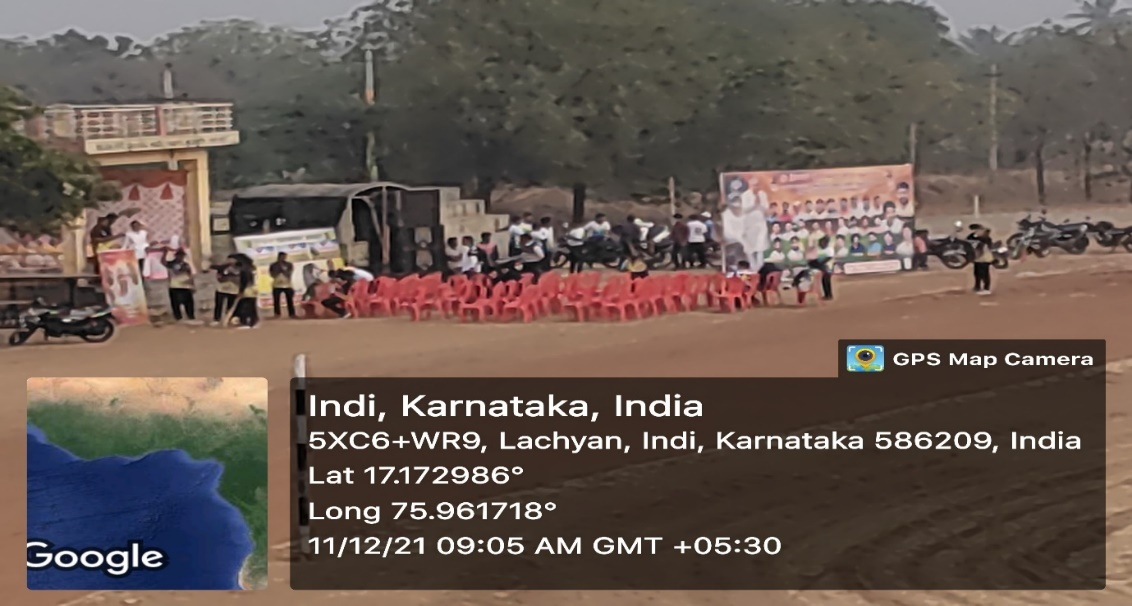 GPS Map Camera
Indi, Karnataka, India
5XC6+WR9, Lachyan, Indi, Karnataka 586209, India
Lat 17.172986°
Long 75.961718°
11/12/21 09:05 AM GMT +05:30
Google